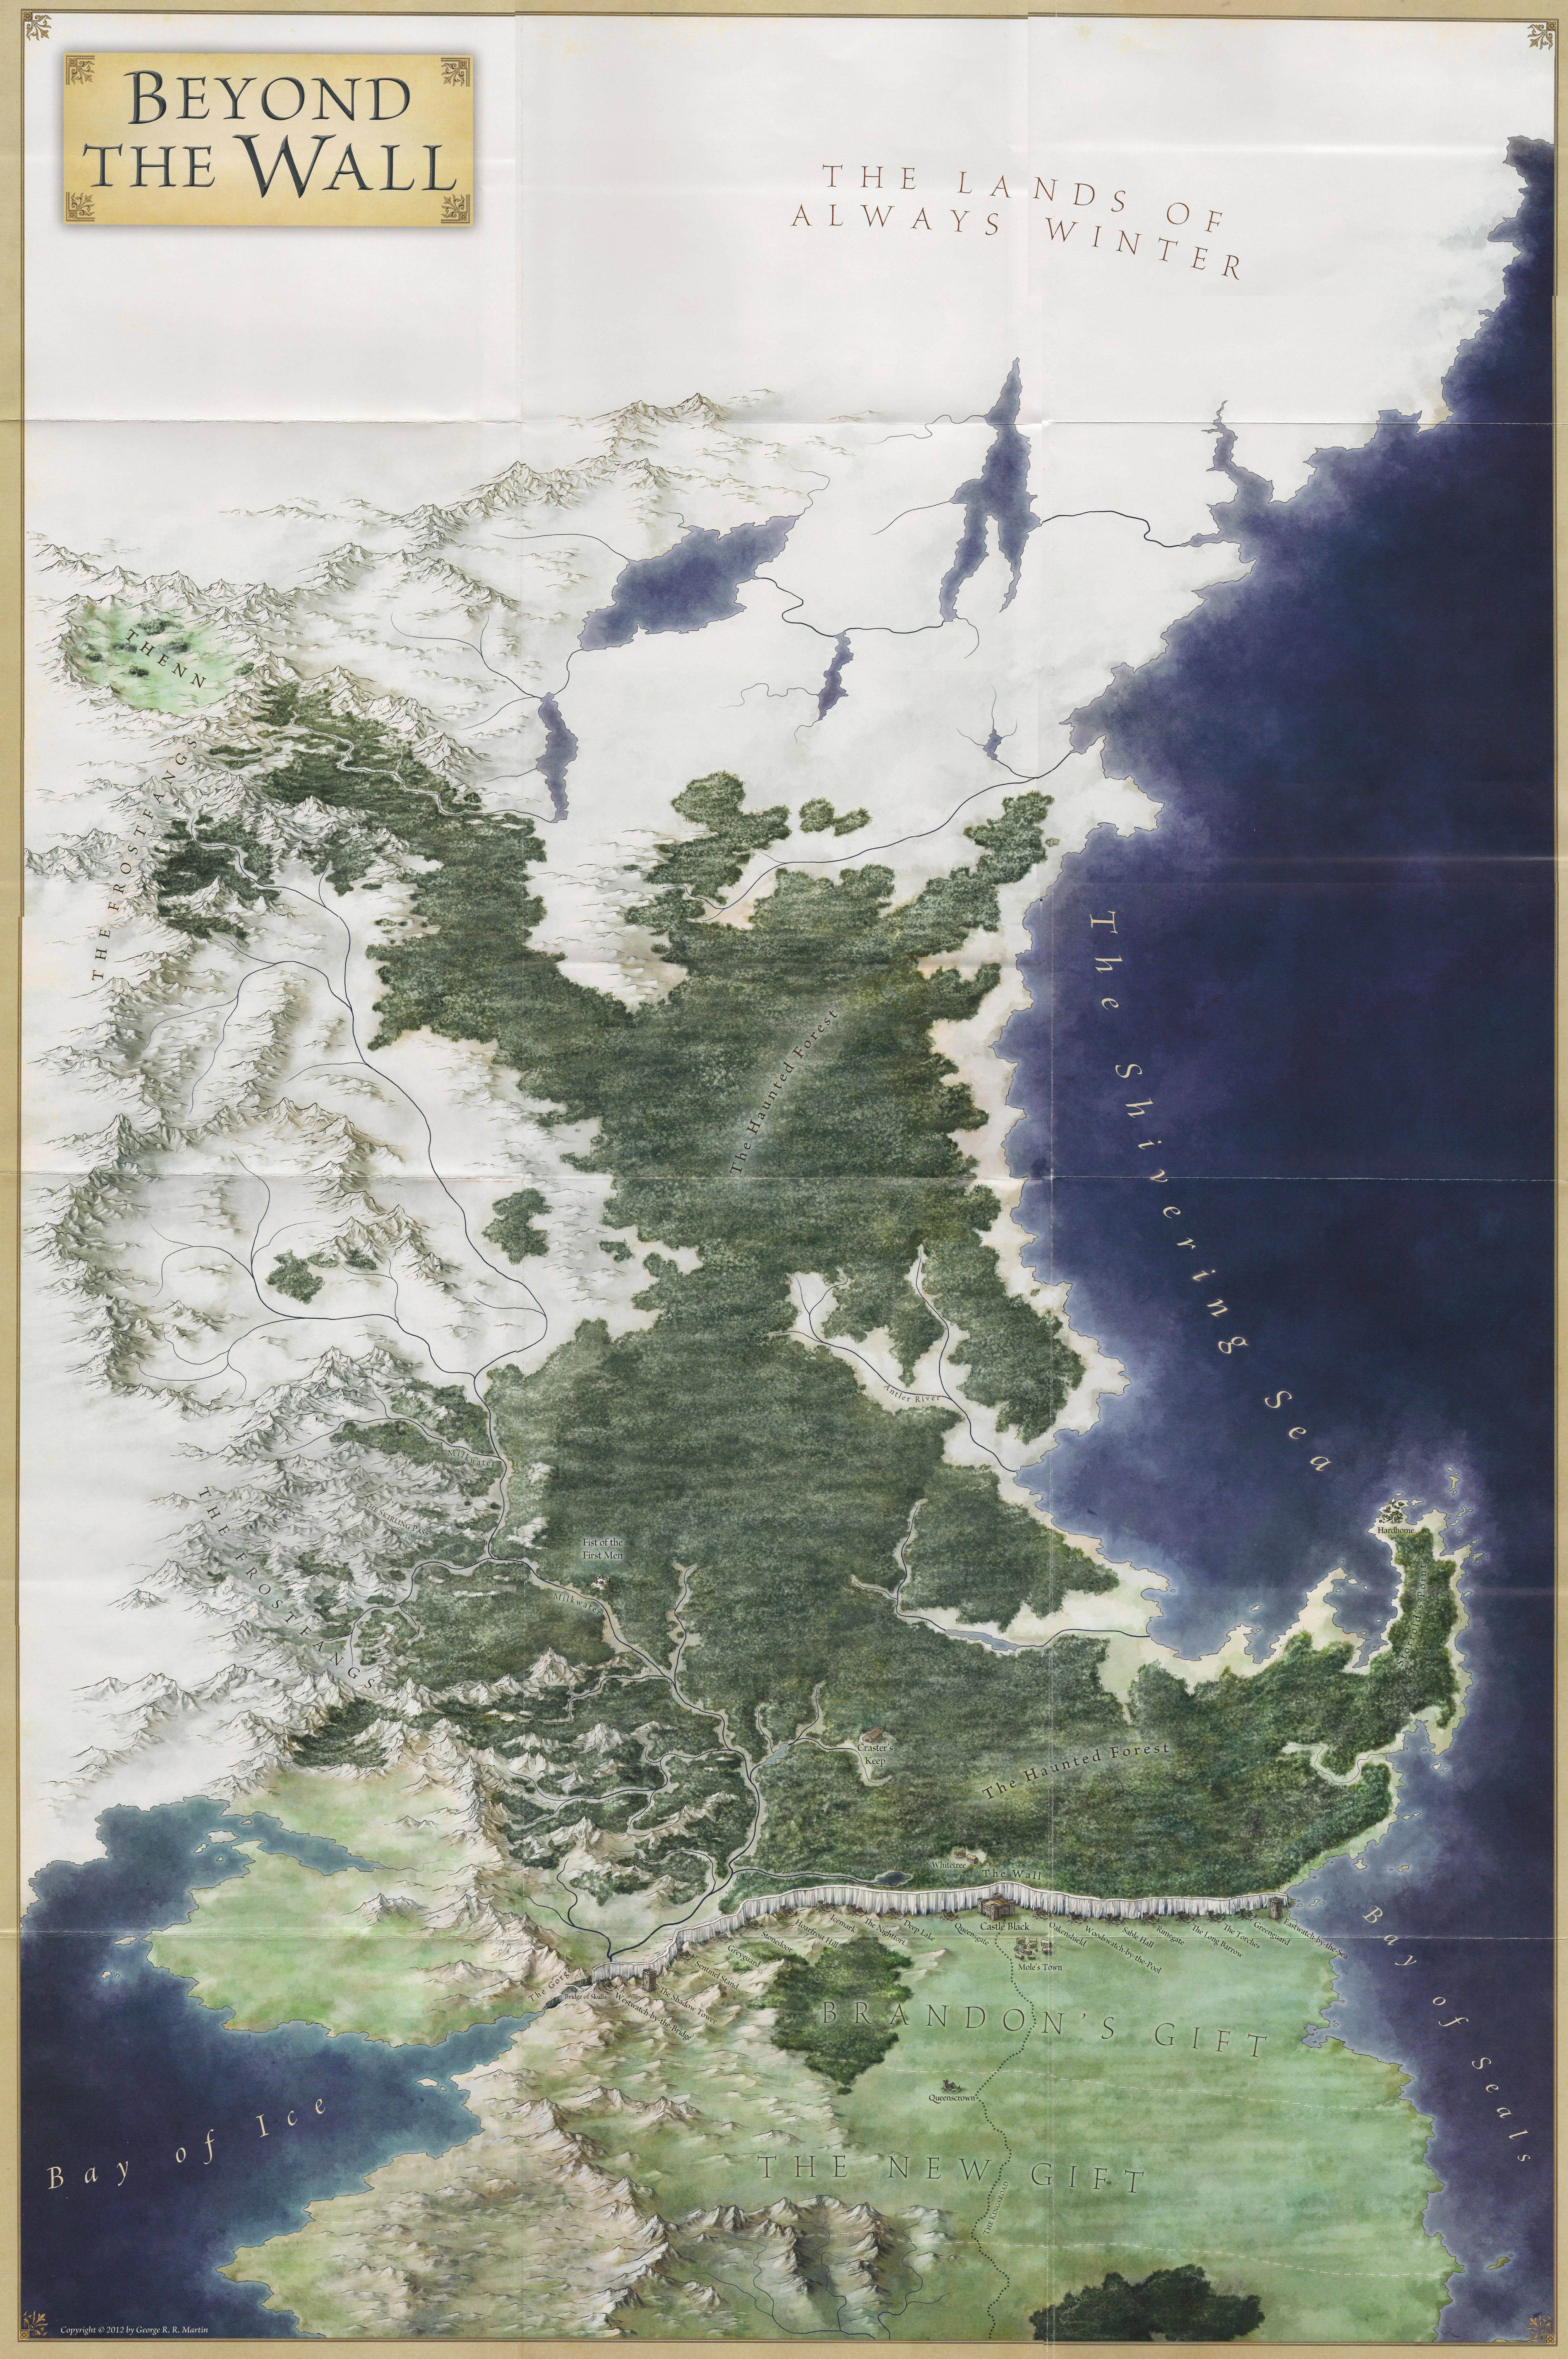 BEYOND
THE WALL
THE LANDS OF
ALWAYS WINTER
THENN
THE FROSTFANGS
The Shivering Sea
The Haunted Forest
Antler River
Milkwater
THE SKIRLING PASS
THE FROSTFANGS
Fist of the
First Men
Milkwater
Hardhome
Storrold's Point
Craster's
Keep
The Haunted Forest
Whitetree
The Wall
Castle Black
Mole's Town
Westwatch-by-the-Bridge
The Shadow Tower
Sentinel Stand
Greyguard
Stonedoor
Hoarfrost Hill
Icemark
The Nightfort
Deep Lake
Queensgate
Oakenshield
Woodswatch-by-the-Pool
Sable Hall
Rimegate
The Long Barrow
The Torches
Greenguard
Eastwatch-by-the-Sea
The Gorge
Bridge of Skulls
Bay of Seals
BRANDON'S GIFT
Queenscrown
Bay of Ice
THE NEW GIFT
THE KINGSROAD
Copyright © 2012 by George R. R. Martin